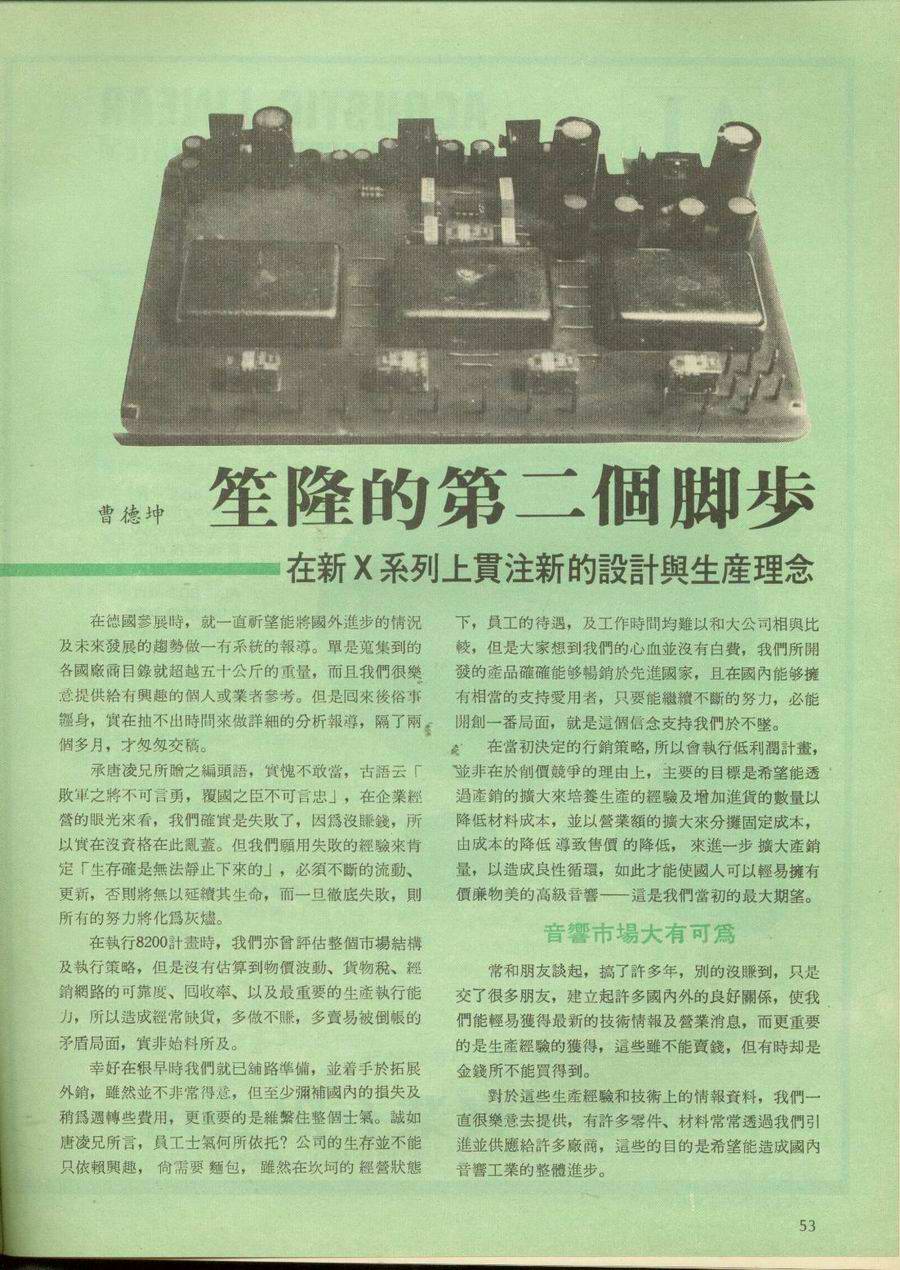 笙隆的第二個脚步
曹德坤
在新X系列上貫注新的設計與生産理念
在德國參展時，就一直祈望能將國外進步的情況
及未來發展的趨勢做一有系統的報導。單是蒐集到的
各國廠商目錄就超越五十公斤的重量，而且我們很樂
意提供給有興趣的個人或業者參考。但是回來後俗事
纒身，實在抽不出時間來做詳細的分析報導，隔了兩
個多月，才匆匆交稿。
承唐凌兄所贈之編頭語，實愧不敢當，古語云「
敗軍之將不可言勇，覆國之臣不可言忠」，在企業經
營的眼光來看，我們確實是失敗了，因爲沒賺錢，所
以實在沒資格在此亂蓋。但我們願用失敗的經驗來肯
定「生存確是無法靜止下來的」，必須不斷的流動、
更新，否則將無以延續其生命，而一旦徹底失敗，則
所有的努力將化爲灰燼。
在執行8200計畫時，我們亦曾評估整個市場結構
及執行策略，但是沒有估算到物價波動、貨物稅、經
銷網路的可靠度、回收率、以及最重要的生產執行能
力，所以造成經常缺貨，多做不賺，多賣易被倒帳的
矛盾局面，實非始料所及。
幸好在很早時我們就已舖路準備，並着手於拓展
外銷，雖然並不非常得意，但至少彌補國內的損失及
稍爲週轉些費用，更重要的是維繫住整個士氣。誠如
唐凌兄所言，員工士氣何所依托？公司的生存並不能
只依賴興趣，尙需要麵包，雖然在坎坷的經營狀態
下，員工的待遇，及工作時間均難以和大公司相與比
較，但是大家想到我們的心血並沒有白費，我們所開
發的產品確確能够暢銷於先進國家，且在國內能够擁
有相當的支持愛用者，只要能繼續不斷的努力，必能
開創一番局面，就是這個信念支持我們於不墜。
在當初決定的行銷策略，所以會執行低利潤計畫，
並非在於削價競爭的理由上，主要的目標是希望能透
過產銷的擴大來培養生產的經驗及增加進貨的數量以
降低材料成本，並以營業額的擴大來分攤固定成本，
由成本的降低導致售價的降低，來進一步擴大產銷
量，以造成良性循環，如此才能使國人可以輕易擁有
價廉物美的高級音響——這是我們當初的最大期望。
音響市場大有可爲
常和朋友談起，搞了許多年，別的沒賺到，只是
交了很多朋友，建立起許多國內外的良好關係，使我
們能輕易獲得最新的技術情報及營業消息，而更重要
的是生產經驗的獲得，這些雖不能賣錢，但有時却是
金錢所不能買得到。
對於這些生產經驗和技術上的情報資料，我們一
直很樂意去提供，有許多零件、材料常常透過我們引
進並供應給許多廠商，這些的目的是希望能造成國內
音響工業的整體進步。
53